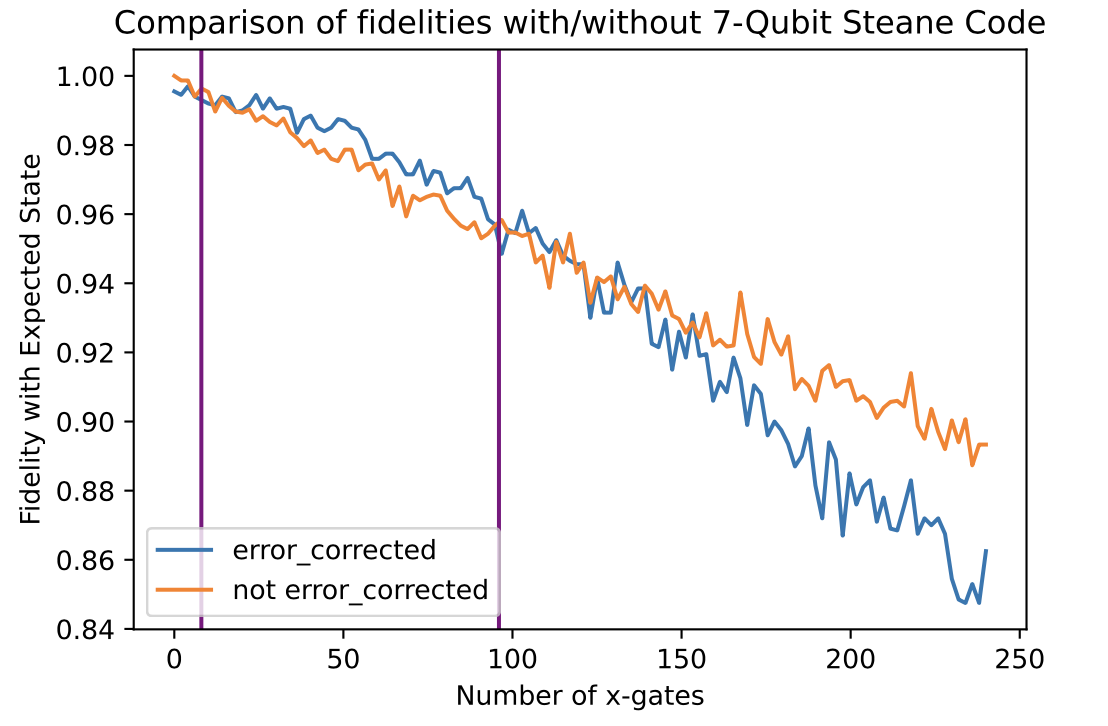 Comparison of fidelities with/without 7-Qubit Steane Code
1.00
0.98
0.96
0.94
0.92
0.90
0.88
0.86
0.84
Fidelity with Expected State
error_corrected
not error_corrected
0 50 100 150 200 250
Number of x-gates